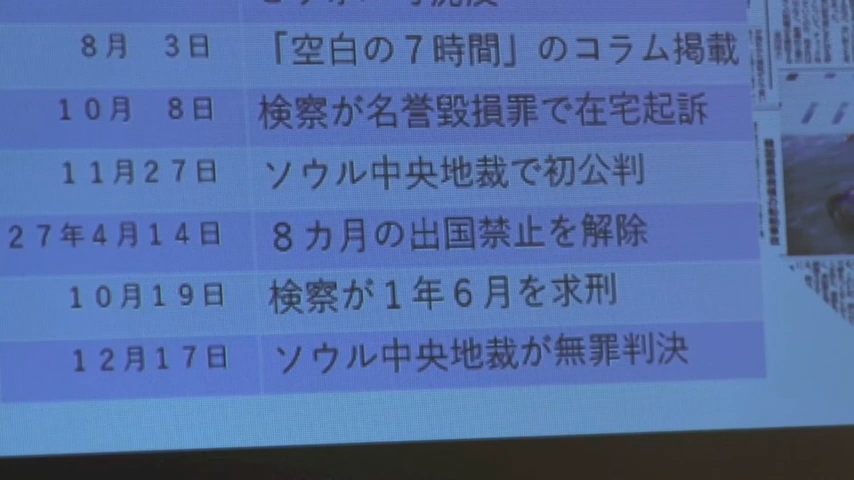 8月 3日 「空白の7時間」のコラム掲載
10月 8日 検察が名誉毀損罪で在宅起訴
11月27日 ソウル中央地裁で初公判
27年4月14日 8カ月の出国禁止を解除
10月19日 検察が1年6月を求刑
12月17日 ソウル中央地裁が無罪判決